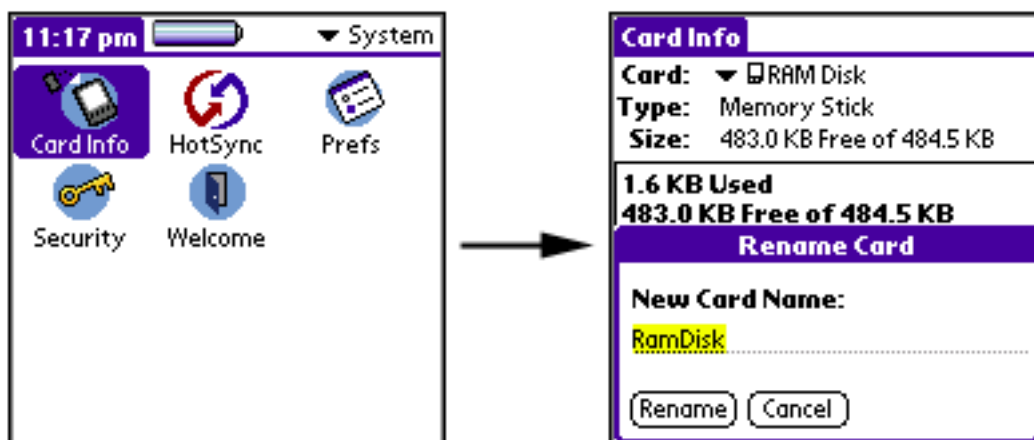 11:17 pm System
Card Info HotSync Prefs
Security Welcome
Card Info
Card: RAM Disk
Type: Memory Stick
Size: 483.0 KB Free of 484.5 KB
1.6 KB Used
483.0 KB Free of 484.5 KB
Rename Card
New Card Name:
RamDisk
Rename Cancel